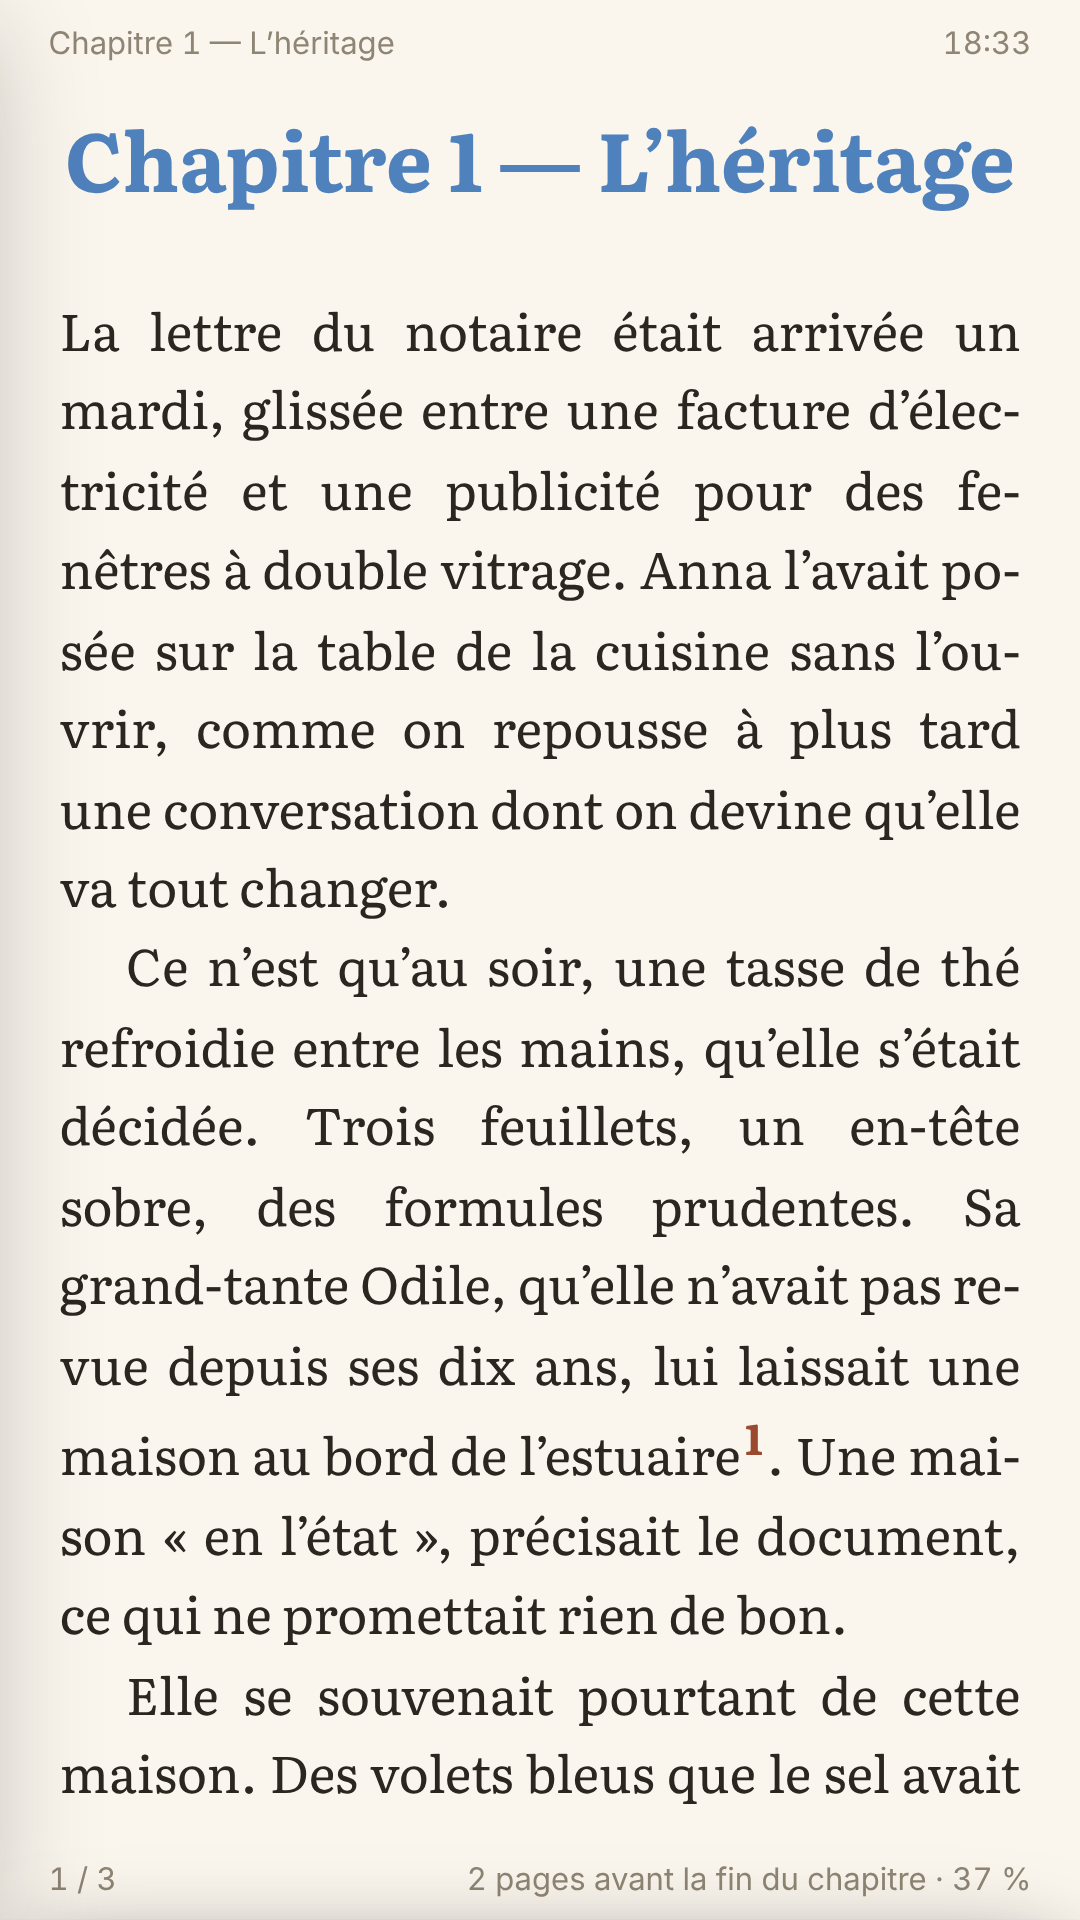 Chapitre 1 — L’héritage
18:33
Chapitre 1 — L’héritage
La lettre du notaire était arrivée un
mardi, glissée entre une facture d’élec-
tricité et une publicité pour des fe-
nêtres à double vitrage. Anna l’avait po-
sée sur la table de la cuisine sans l’ou-
vrir, comme on repousse à plus tard
une conversation dont on devine qu’elle
va tout changer.
Ce n’est qu’au soir, une tasse de thé
refroidie entre les mains, qu’elle s’était
décidée. Trois feuillets, un en-tête
sobre, des formules prudentes. Sa
grand-tante Odile, qu’elle n’avait pas re-
vue depuis ses dix ans, lui laissait une
maison au bord de l’estuaire1. Une mai-
son « en l’état », précisait le document,
ce qui ne promettait rien de bon.
Elle se souvenait pourtant de cette
maison. Des volets bleus que le sel avait
1 / 3
2 pages avant la fin du chapitre · 37 %